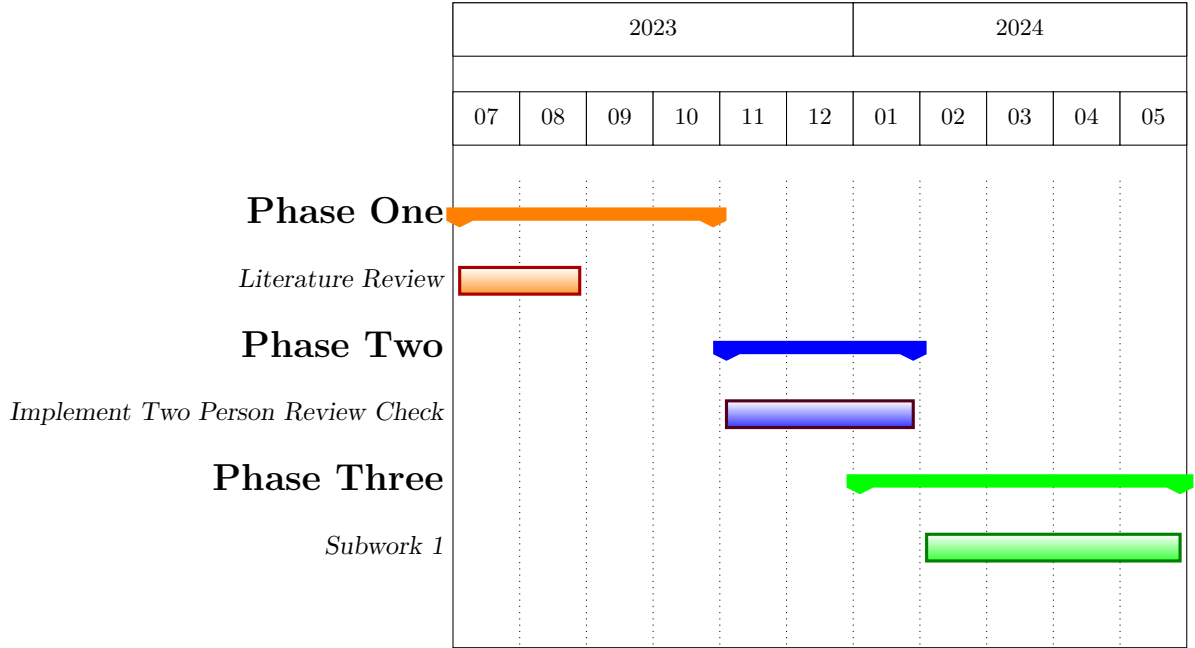 2023 2024
07 08 09 10 11 12 01 02 03 04 05
Phase One
Literature Review
Phase Two
Implement Two Person Review Check
Phase Three
Subwork 1